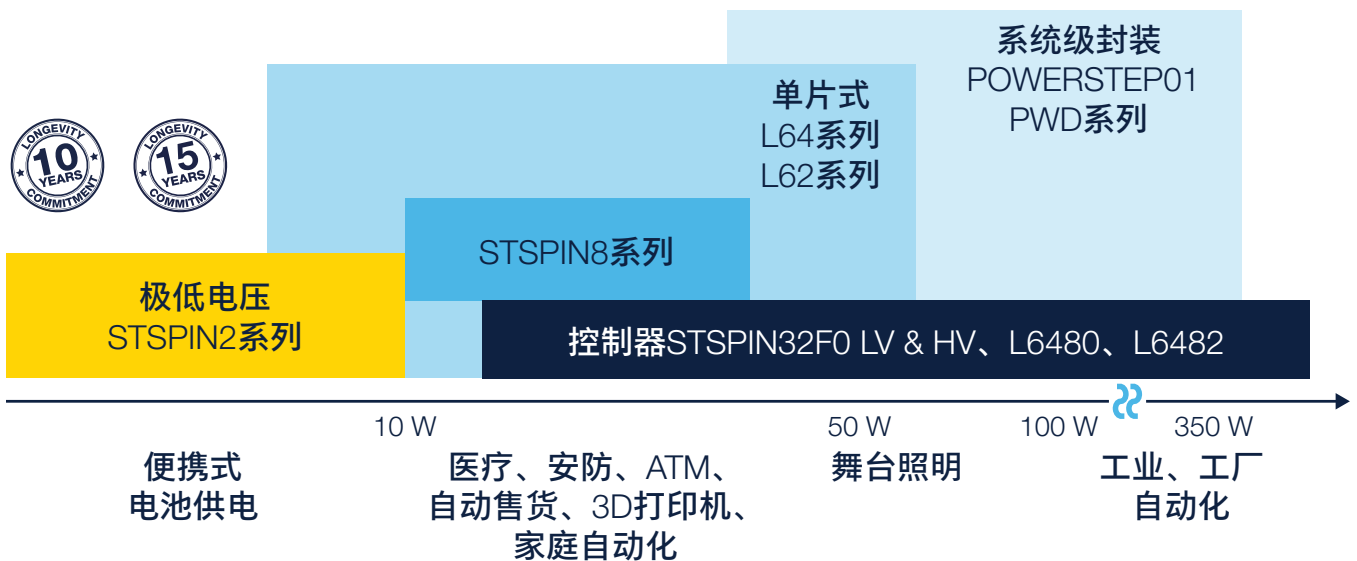 系统级封装
POWERSTEP01
PWD系列
单片式
L64系列
L62系列
LONGEVITY
10
YEARS
COMMITMENT
LONGEVITY
15
YEARS
COMMITMENT
STSPIN8系列
极低电压
STSPIN2系列
控制器STSPIN32F0 LV & HV、L6480、L6482
10 W
50 W
100 W
350 W
便携式
电池供电
医疗、安防、ATM、
自动售货、3D打印机、
家庭自动化
舞台照明
工业、工厂
自动化